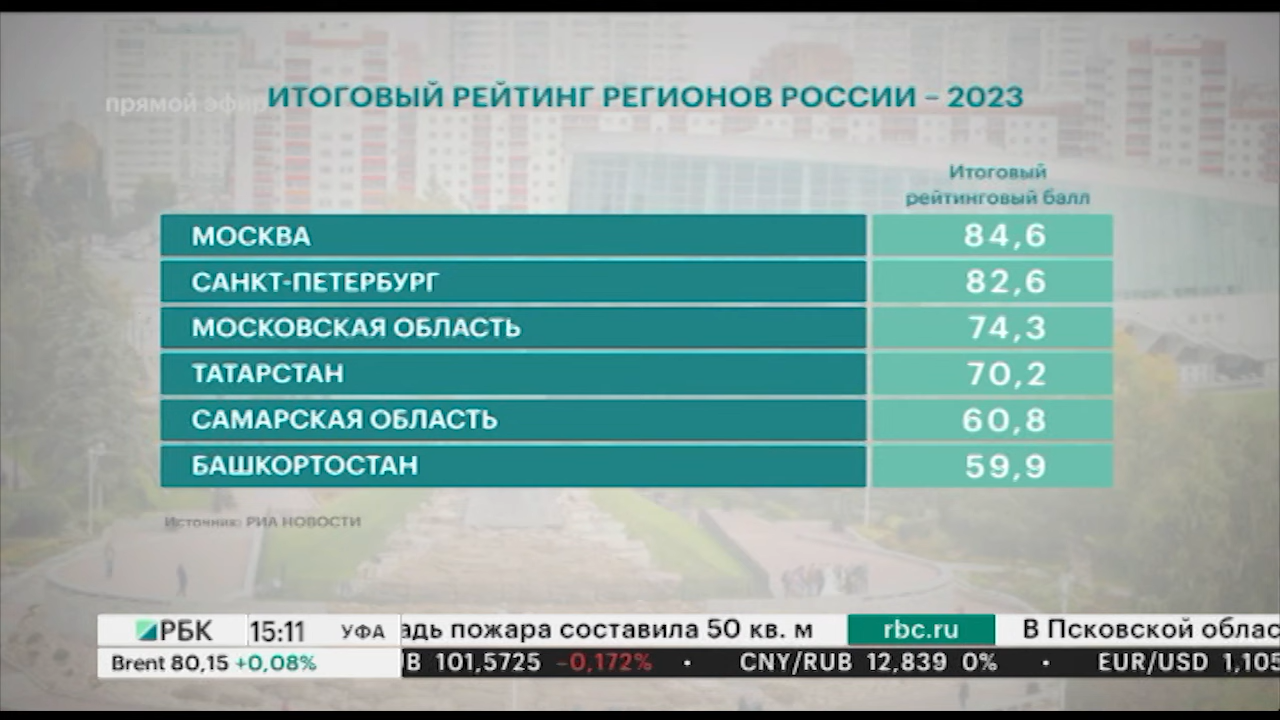 ПРЯМОЙ ЭФИР
ИТОГОВЫЙ РЕЙТИНГ РЕГИОНОВ РОССИИ – 2023
Итоговый
рейтинговый балл
МОСКВА 84,6
САНКТ-ПЕТЕРБУРГ 82,6
МОСКОВСКАЯ ОБЛАСТЬ 74,3
ТАТАРСТАН 70,2
САМАРСКАЯ ОБЛАСТЬ 60,8
БАШКОРТОСТАН 59,9
Источник: РИА НОВОСТИ
РБК 15:11 УФА адь пожара составила 50 кв. м rbc.ru В Псковской облас
Brent 80,15 +0,08% В 101,5725 -0,172% • CNY/RUB 12,839 0% • EUR/USD 1,105